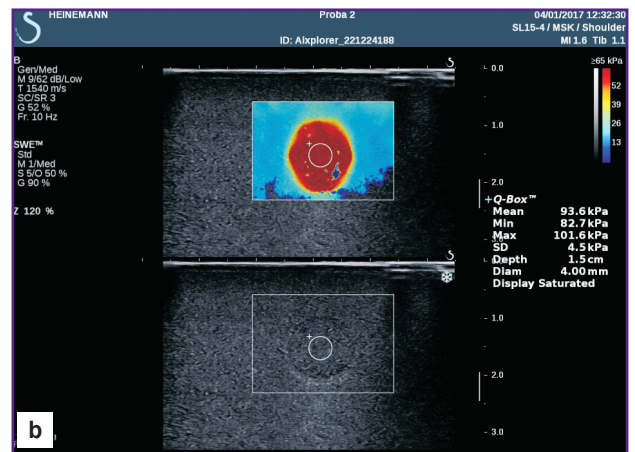 HEINEMANN
Proba 2
04/01/2017 12:32:30
SL15-4 / MSK / Shoulder
ID: Aixplorer_221224188
MI 1.6 TIb 1.1
B
Gen/Med
M 9/62 dB/Low
T 1540 m/s
SC/SR 3
G 52 %
Fr. 10 Hz
SWE™
Std
M 1/Med
S 5/O 50 %
G 90 %
Z 120 %
≥65 kPa
52
39
26
13
0.0
1.0
2.0
+Q-Box™
Mean 93.6 kPa
Min 82.7 kPa
Max 101.6 kPa
SD 4.5 kPa
Depth 1.5 cm
Diam 4.00 mm
Display Saturated
1.0
2.0
3.0
b